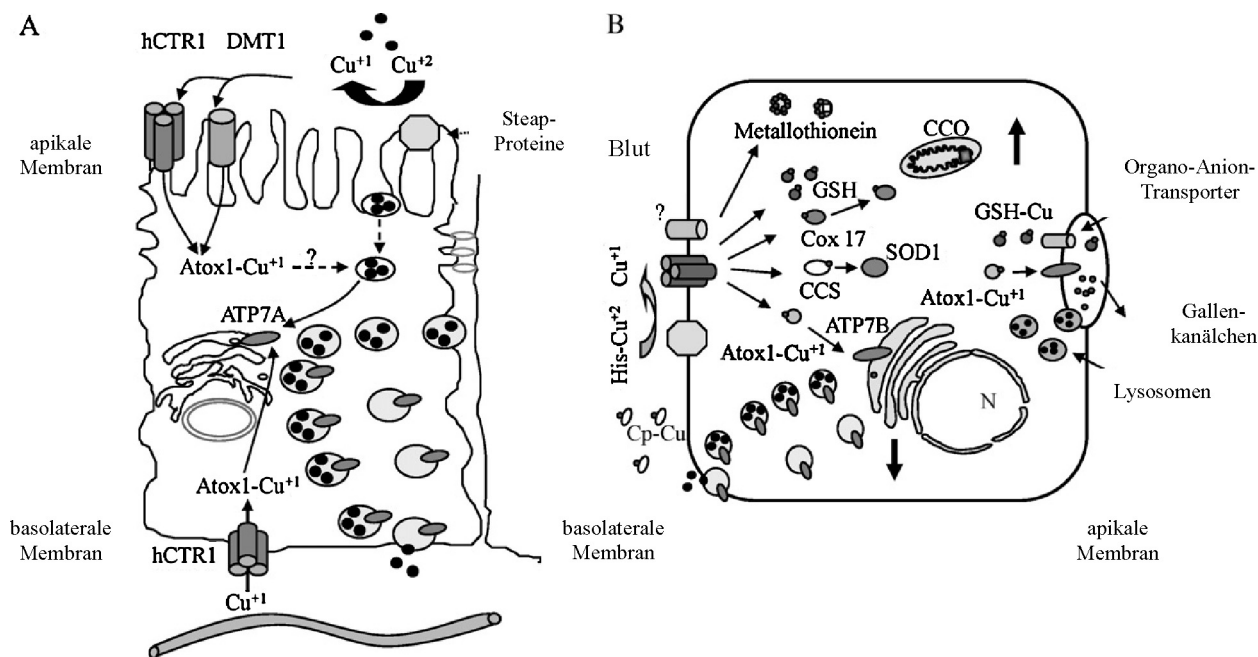 A
hCTR1 DMT1
Cu+1 Cu+2
Steap-
Proteine
apikale
Membran
Atox1-Cu+1 ?
ATP7A
Atox1-Cu+1
basolaterale
Membran
hCTR1
Cu+1
B
Blut
Metallothionein
CCO
Organo-Anion-
Transporter
GSH
GSH-Cu
?
Cox 17
SOD1
CCS
Cu+1
His-Cu+2
Atox1-Cu+1
ATP7B
Atox1-Cu+1
Gallen-
kanälchen
Lysosomen
N
Cp-Cu
basolaterale
Membran
apikale
Membran